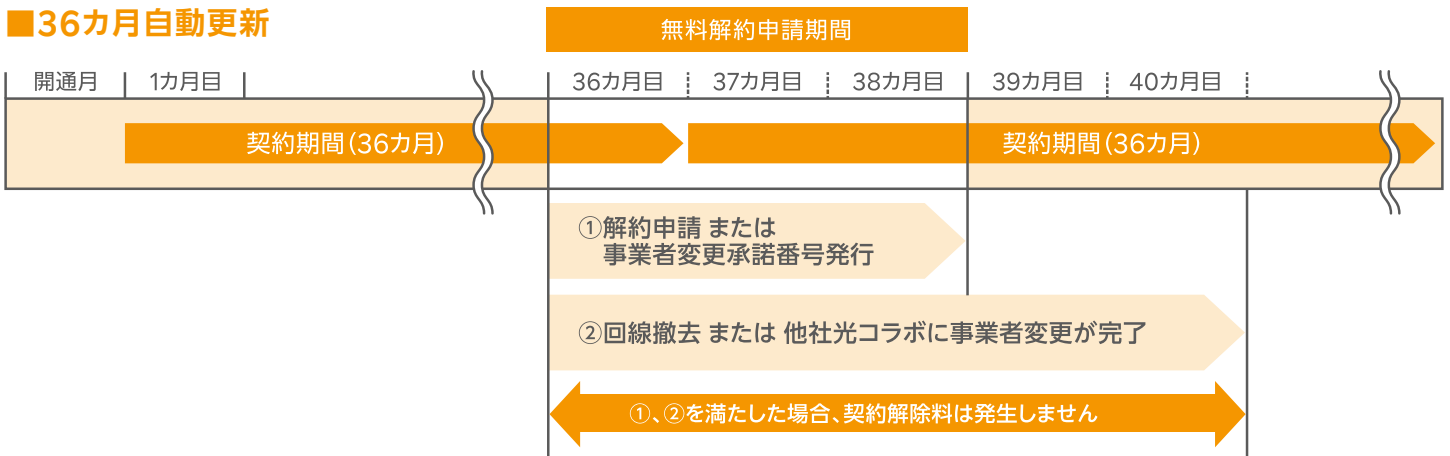 ■36カ月自動更新
無料解約申請期間
開通月
1カ月目
36カ月目
37カ月目
38カ月目
39カ月目
40カ月目
契約期間(36カ月)
契約期間(36カ月)
①解約申請 または
事業者変更承諾番号発行
②回線撤去 または 他社光コラボに事業者変更が完了
①、②を満たした場合、契約解除料は発生しません